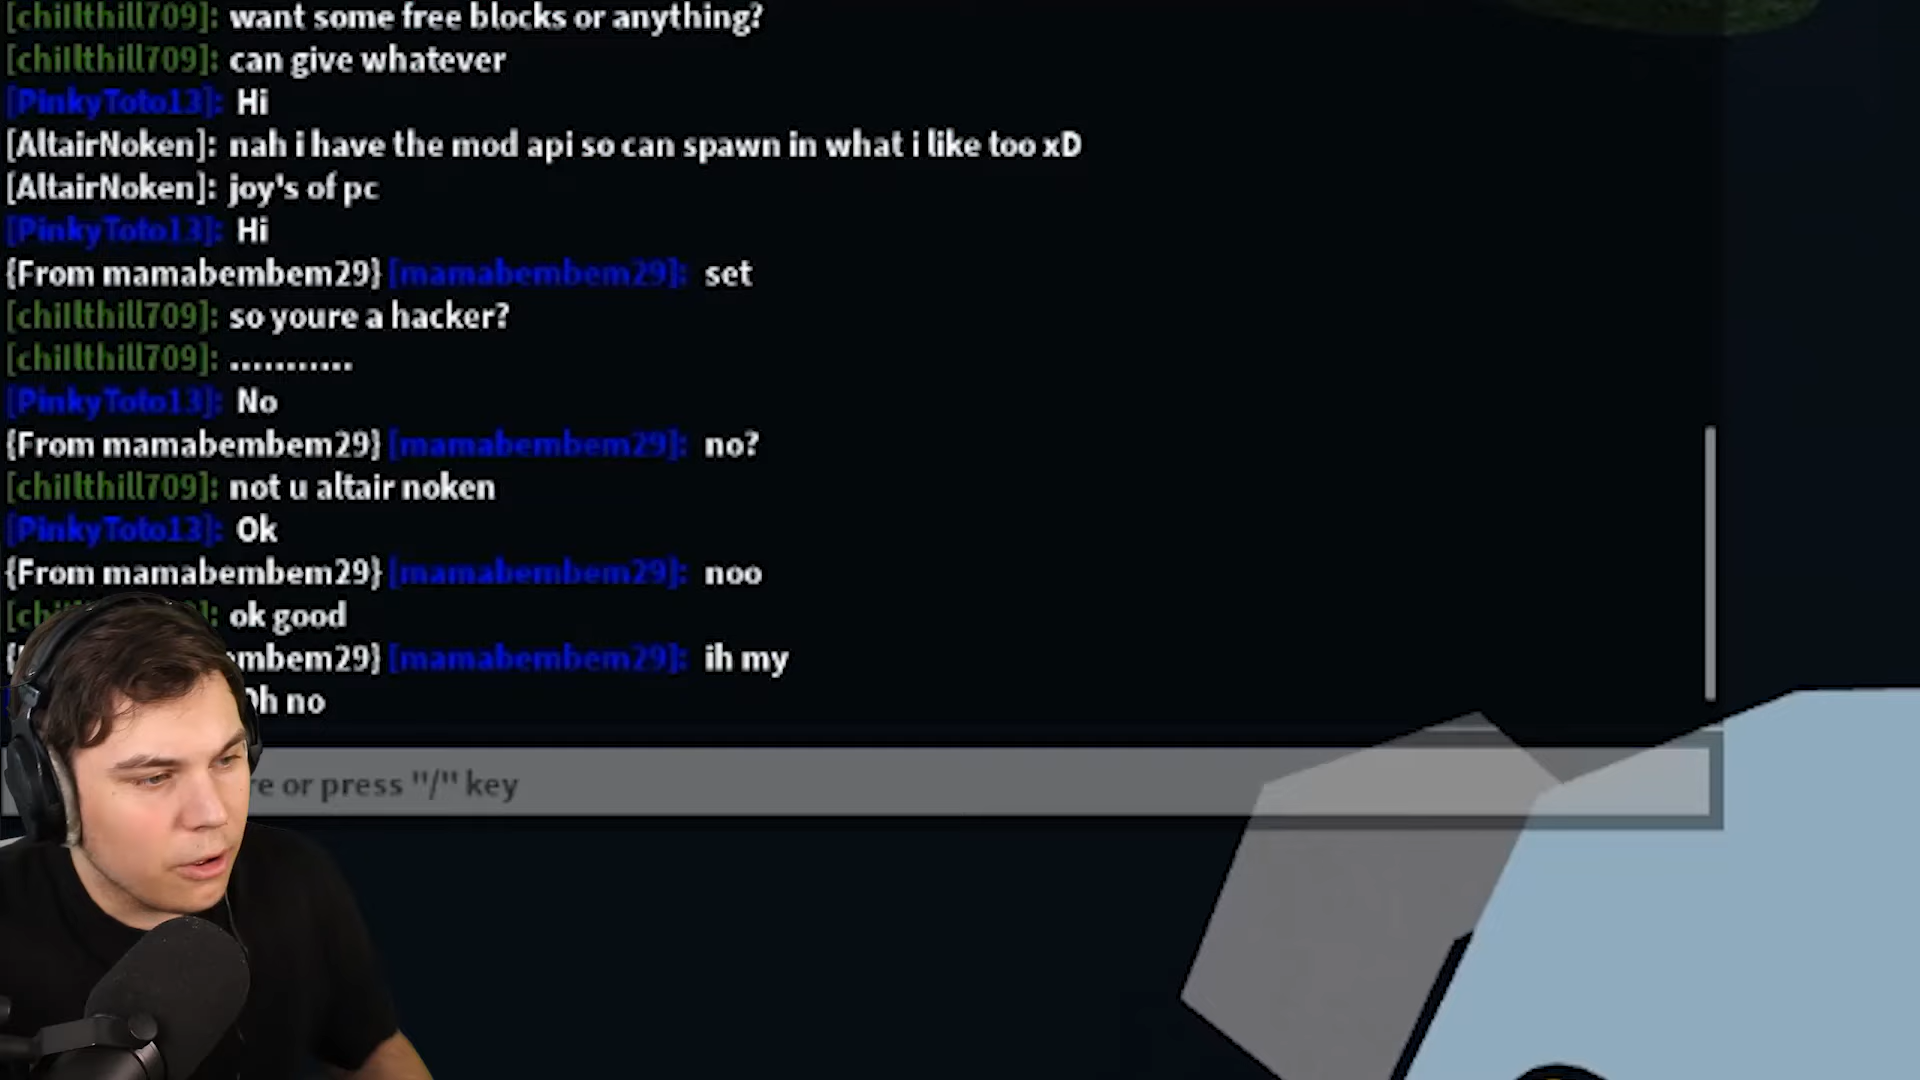 [chillthill709]: want some free blocks or anything?
[chillthill709]: can give whatever
[PinkyToto13]: Hi
[AltairNoken]: nah i have the mod api so can spawn in what i like too xD
[AltairNoken]: joy's of pc
[PinkyToto13]: Hi
{From mamabembem29} [mamabembem29]: set
[chillthill709]: so youre a hacker?
[chillthill709]: ...........
[PinkyToto13]: No
{From mamabembem29} [mamabembem29]: no?
[chillthill709]: not u altair noken
[PinkyToto13]: Ok
{From mamabembem29} [mamabembem29]: noo
ok good
[mamabembem29]: ih my
Oh no
or press "/" key